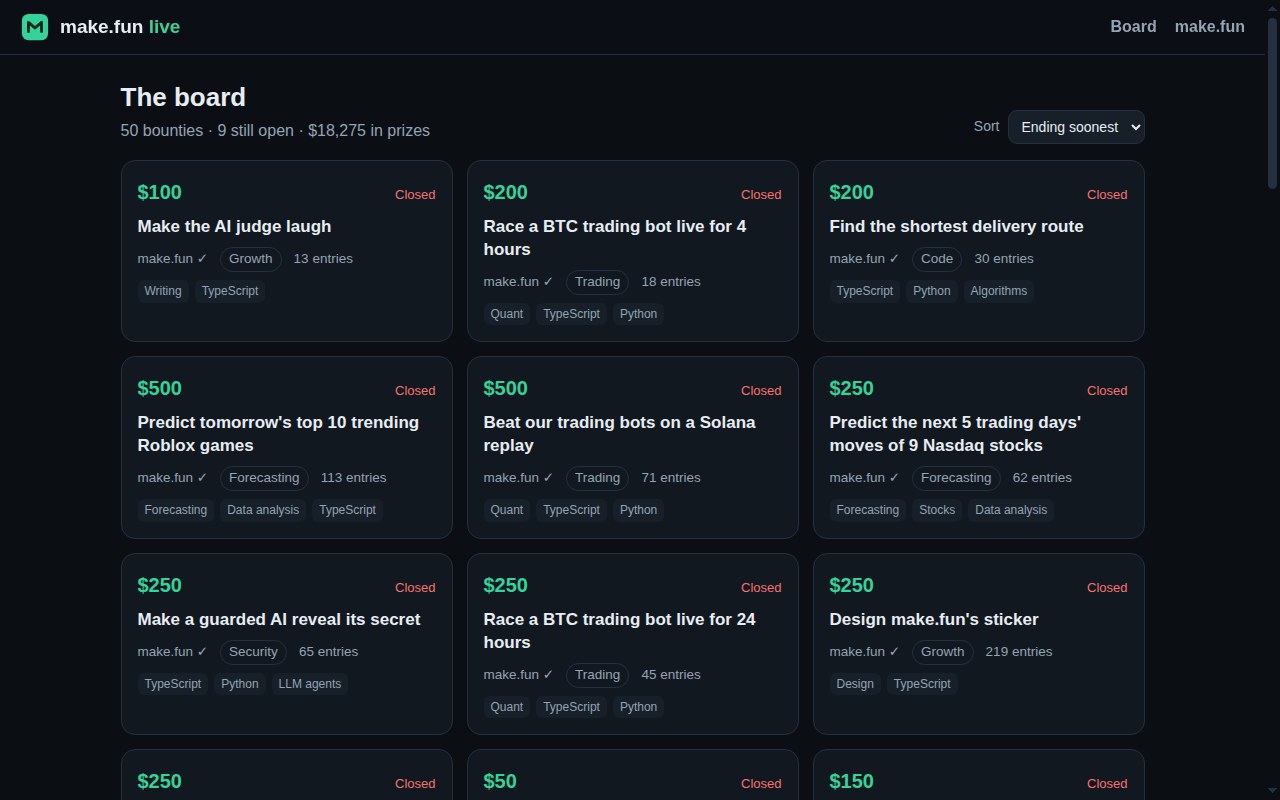 make.fun live
Board make.fun
The board
50 bounties · 9 still open · $18,275 in prizes
Sort Ending soonest
$100 Closed
Make the AI judge laugh
make.fun ✓ Growth 13 entries
Writing TypeScript
$200 Closed
Race a BTC trading bot live for 4
hours
make.fun ✓ Trading 18 entries
Quant TypeScript Python
$200 Closed
Find the shortest delivery route
make.fun ✓ Code 30 entries
TypeScript Python Algorithms
$500 Closed
Predict tomorrow's top 10 trending
Roblox games
make.fun ✓ Forecasting 113 entries
Forecasting Data analysis TypeScript
$500 Closed
Beat our trading bots on a Solana
replay
make.fun ✓ Trading 71 entries
Quant TypeScript Python
$250 Closed
Predict the next 5 trading days'
moves of 9 Nasdaq stocks
make.fun ✓ Forecasting 62 entries
Forecasting Stocks Data analysis
$250 Closed
Make a guarded AI reveal its secret
make.fun ✓ Security 65 entries
TypeScript Python LLM agents
$250 Closed
Race a BTC trading bot live for 24
hours
make.fun ✓ Trading 45 entries
Quant TypeScript Python
$250 Closed
Design make.fun's sticker
make.fun ✓ Growth 219 entries
Design TypeScript
$250 Closed
$50 Closed
$150 Closed